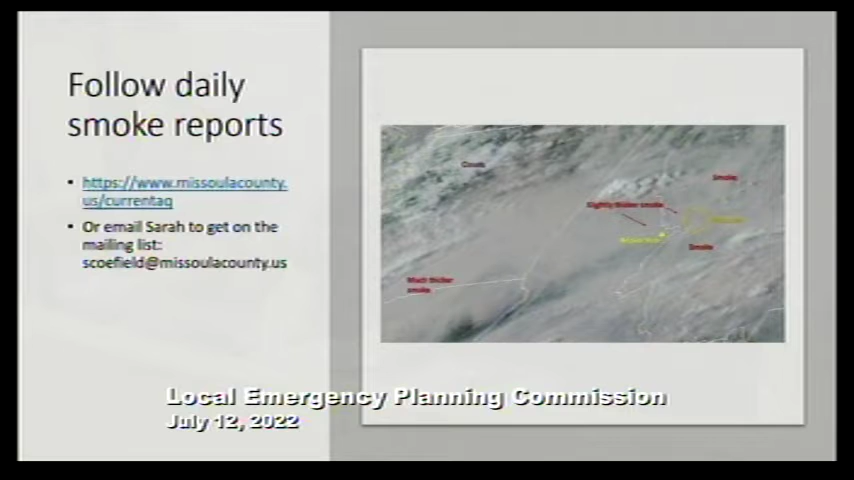 Follow daily
smoke reports
• https://www.missoulacounty.
us/currentaq
• Or email Sarah to get on the
mailing list:
scoefield@missoulacounty.us
Clouds
Smoke
Slightly thicker smoke
Smoke
Much thicker
smoke
Local Emergency Planning Commission
July 12, 2022